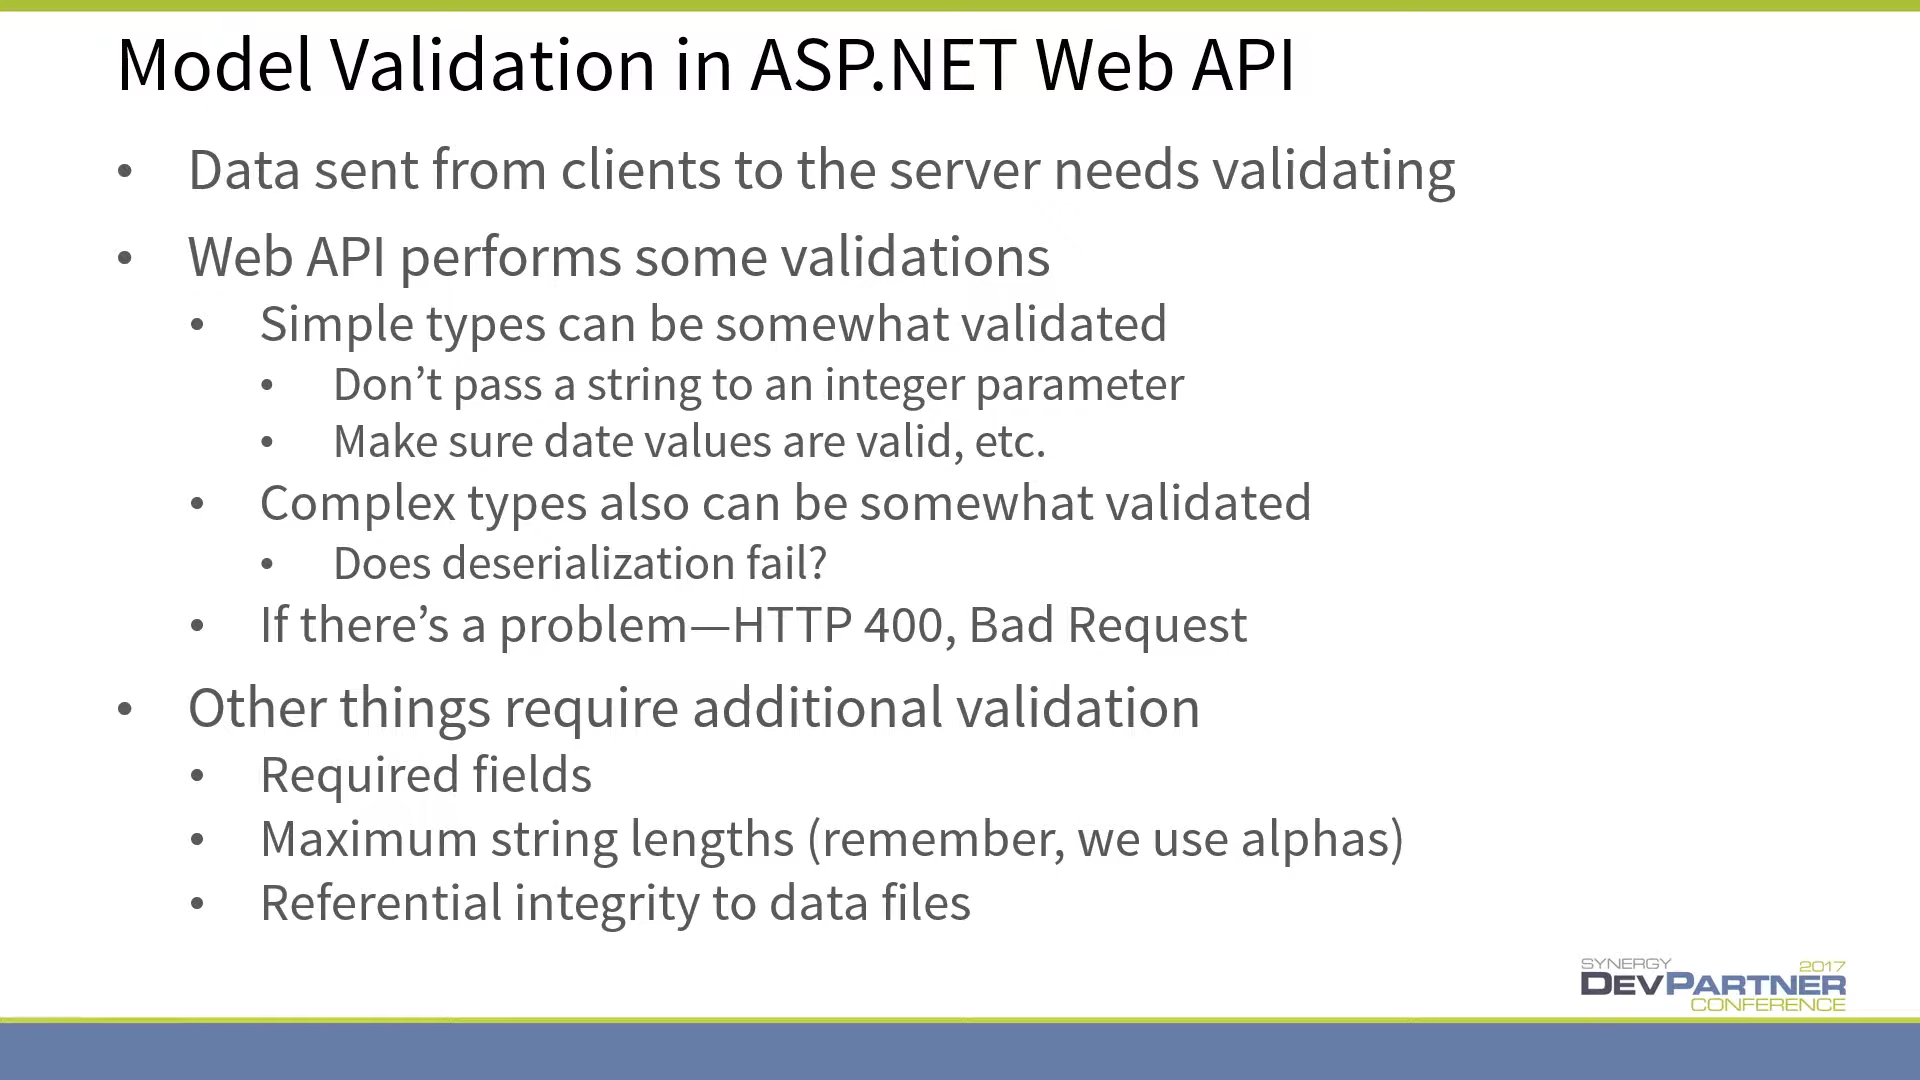 Model Validation in ASP.NET Web API
• Data sent from clients to the server needs validating
• Web API performs some validations
• Simple types can be somewhat validated
• Don’t pass a string to an integer parameter
• Make sure date values are valid, etc.
• Complex types also can be somewhat validated
• Does deserialization fail?
• If there’s a problem—HTTP 400, Bad Request
• Other things require additional validation
• Required fields
• Maximum string lengths (remember, we use alphas)
• Referential integrity to data files
SYNERGY 2017
DEVPARTNER
CONFERENCE